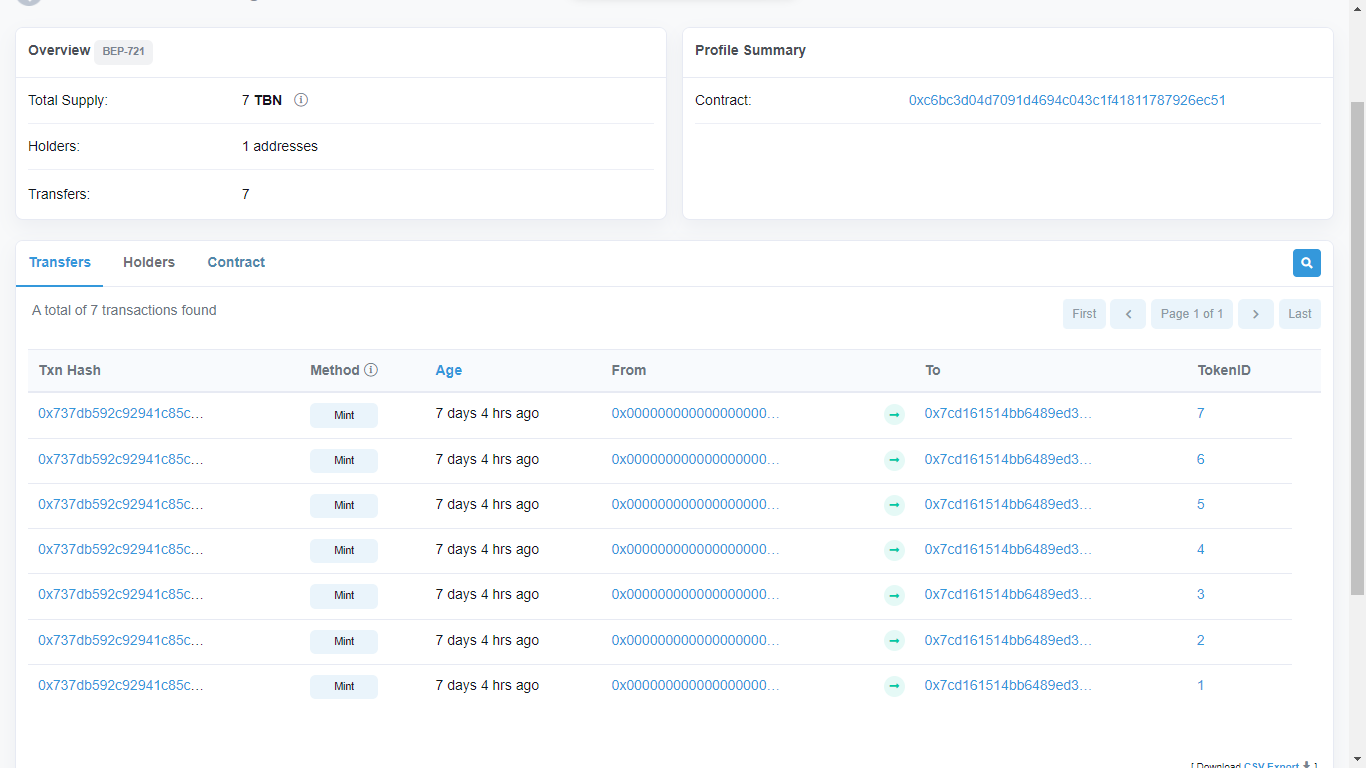 Overview BEP-721
Total Supply: 7 TBN
Holders: 1 addresses
Transfers: 7
Profile Summary
Contract: 0xc6bc3d04d7091d4694c043c1f41811787926ec51
Transfers Holders Contract
A total of 7 transactions found
First Page 1 of 1 Last
Txn Hash Method Age From To TokenID
0x737db592c92941c85c... Mint 7 days 4 hrs ago 0x000000000000000000... 0x7cd161514bb6489ed3... 7
0x737db592c92941c85c... Mint 7 days 4 hrs ago 0x000000000000000000... 0x7cd161514bb6489ed3... 6
0x737db592c92941c85c... Mint 7 days 4 hrs ago 0x000000000000000000... 0x7cd161514bb6489ed3... 5
0x737db592c92941c85c... Mint 7 days 4 hrs ago 0x000000000000000000... 0x7cd161514bb6489ed3... 4
0x737db592c92941c85c... Mint 7 days 4 hrs ago 0x000000000000000000... 0x7cd161514bb6489ed3... 3
0x737db592c92941c85c... Mint 7 days 4 hrs ago 0x000000000000000000... 0x7cd161514bb6489ed3... 2
0x737db592c92941c85c... Mint 7 days 4 hrs ago 0x000000000000000000... 0x7cd161514bb6489ed3... 1
[ Download CSV Export ]